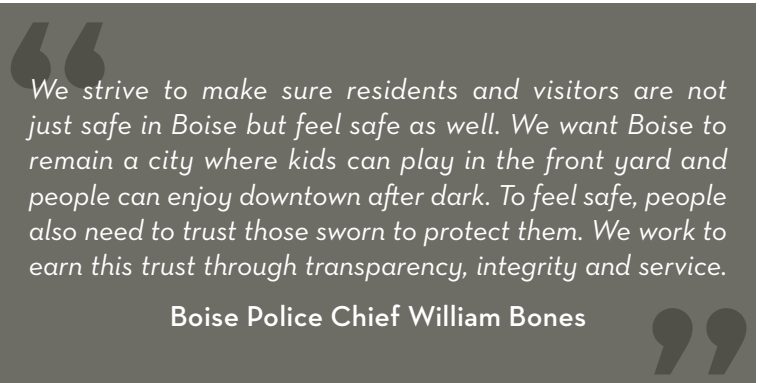 We strive to make sure residents and visitors are not
just safe in Boise but feel safe as well. We want Boise to
remain a city where kids can play in the front yard and
people can enjoy downtown after dark. To feel safe, people
also need to trust those sworn to protect them. We work to
earn this trust through transparency, integrity and service.
Boise Police Chief William Bones